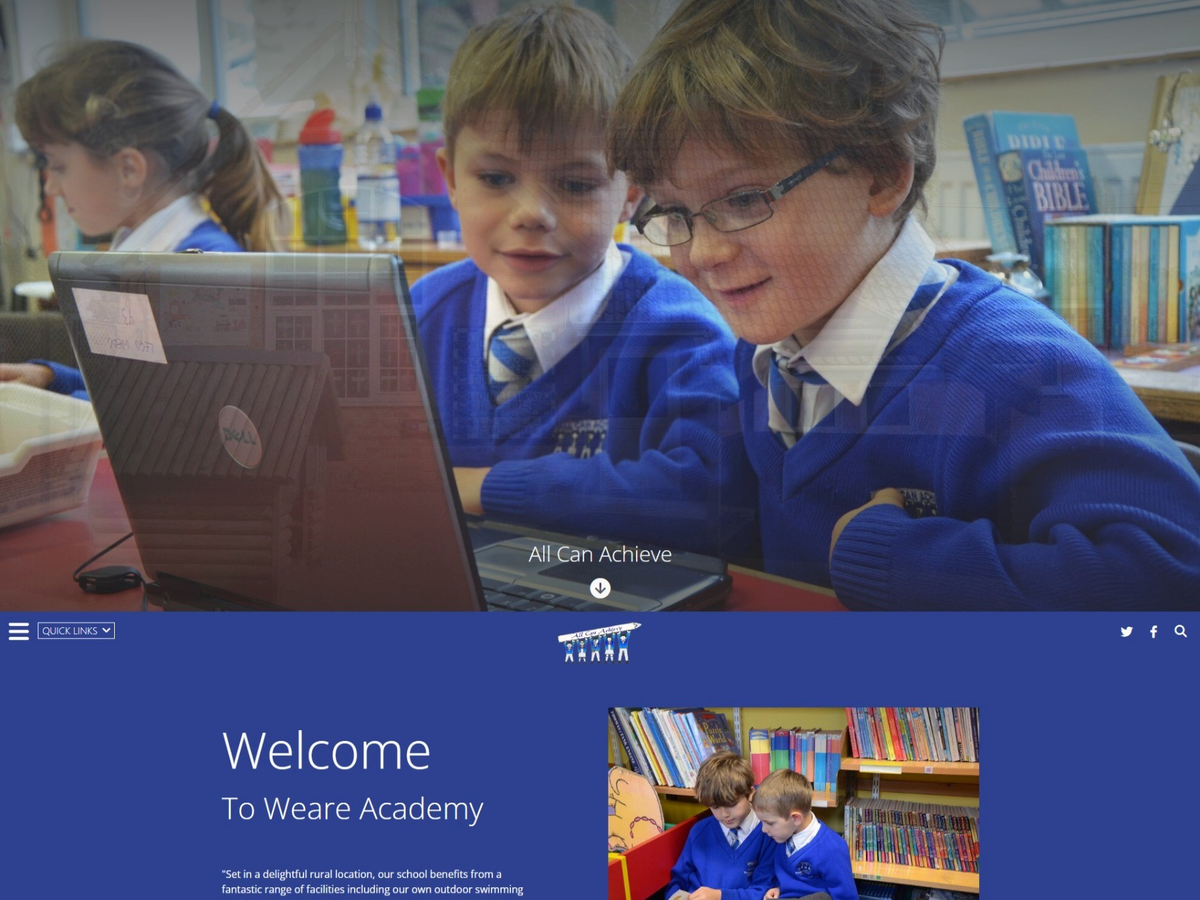 Children's
BIBLE
DELL
All Can Achieve
QUICK LINKS
All Can Achieve
Welcome
To Weare Academy
"Set in a delightful rural location, our school benefits from a
fantastic range of facilities including our own outdoor swimming